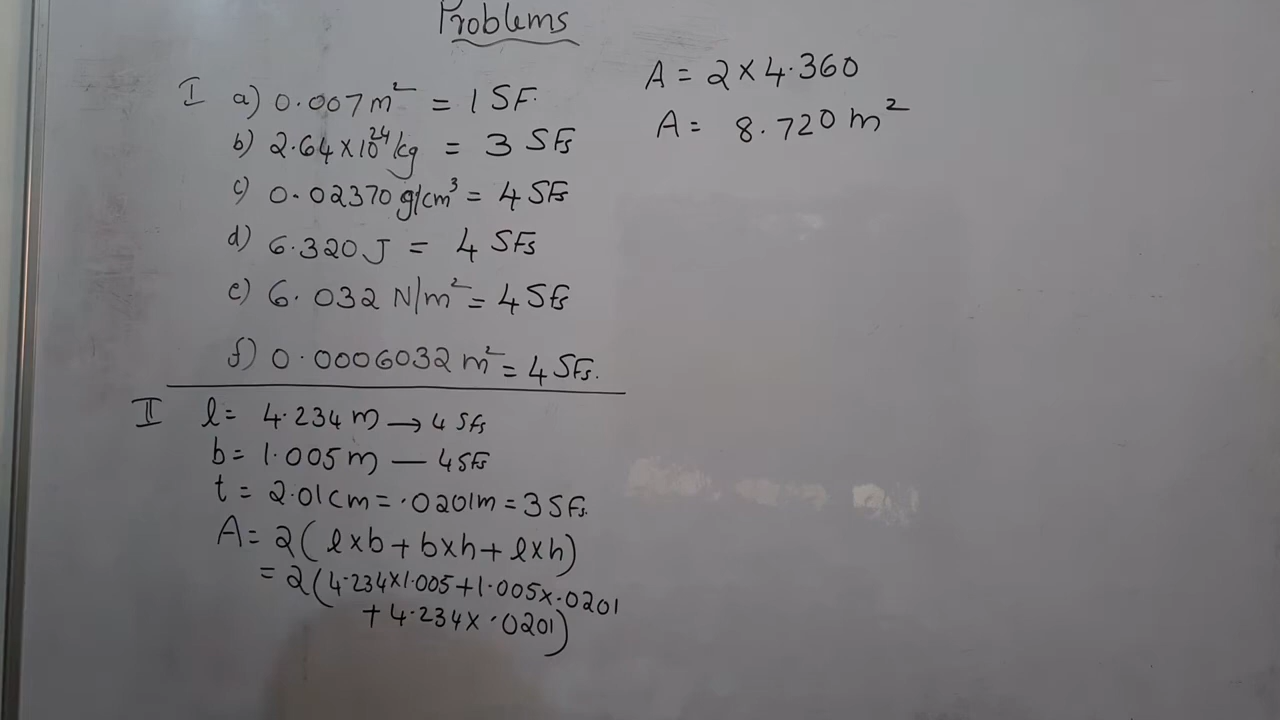 Problems
I a) 0.007 m² = 1 SF.
b) 2.64 × 10²⁴ kg = 3 SFs
c) 0.02370 g/cm³ = 4 SFs
d) 6.320 J = 4 SFs
e) 6.032 N/m² = 4 SFs
f) 0.0006032 m² = 4 SFs.
II l = 4.234 m → 4 Sfs
b = 1.005 m — 4 SFs
t = 2.01 cm = .0201 m = 3 SFs.
A = 2 ( l×b + b×h + l×h)
= 2 (4.234×1.005 + 1.005×.0201
+ 4.234 × .0201)
A = 2 × 4.360
A = 8.720 m²